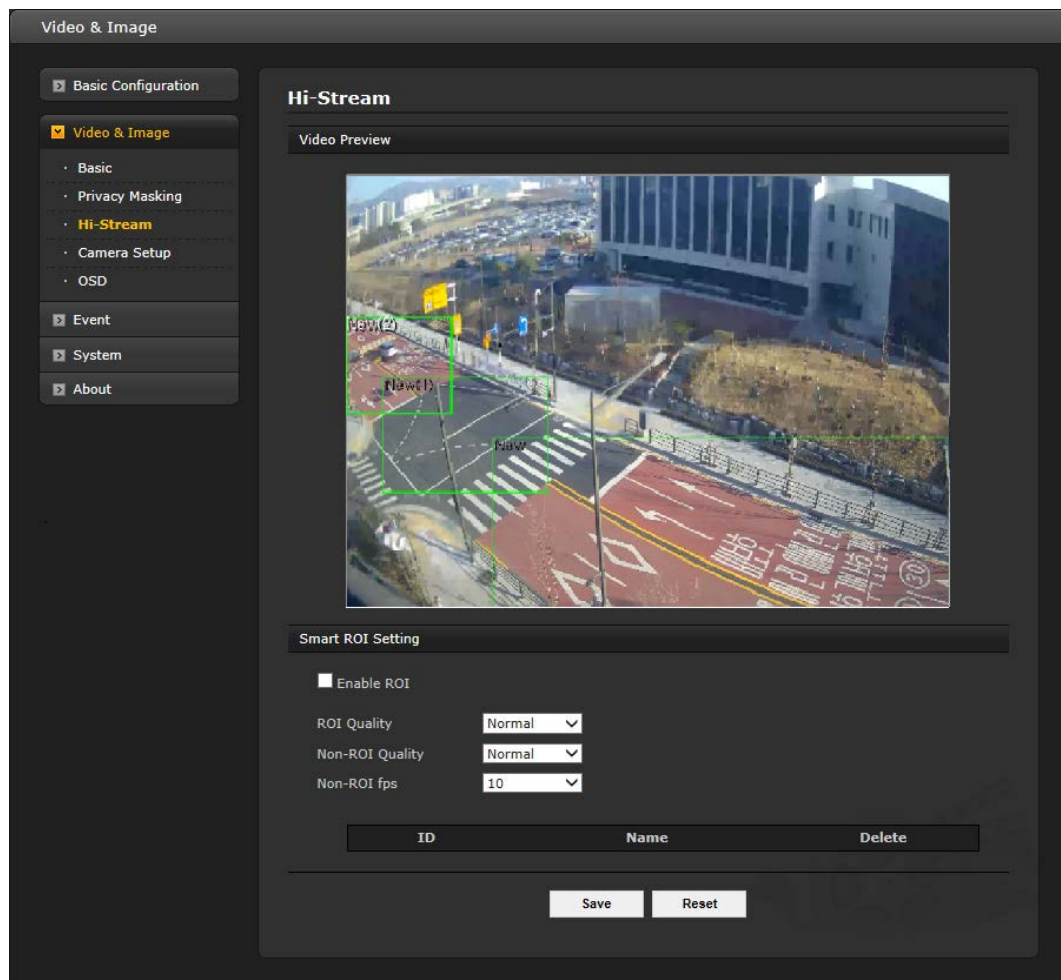 Video & Image
Basic Configuration
Video & Image
· Basic
· Privacy Masking
· Hi-Stream
· Camera Setup
· OSD
Event
System
About
Hi-Stream
Video Preview
New(2)
New(1)
New
30
Smart ROI Setting
Enable ROI
ROI Quality Normal
Non-ROI Quality Normal
Non-ROI fps 10
ID Name Delete
Save Reset